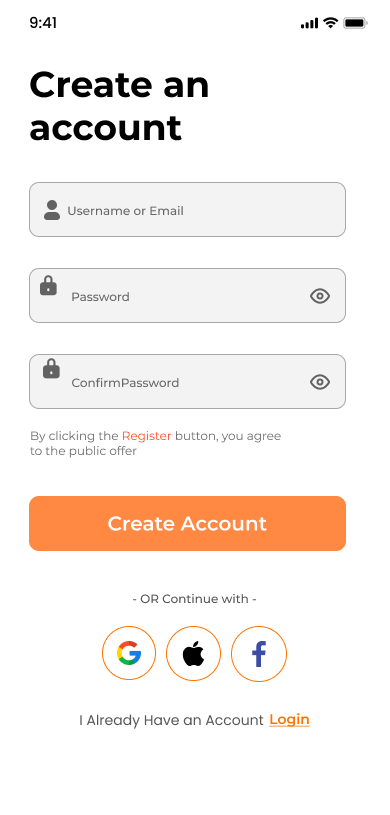 9:41
Create an
account
Username or Email
Password
ConfirmPassword
By clicking the Register button, you agree
to the public offer
Create Account
- OR Continue with -
I Already Have an Account Login